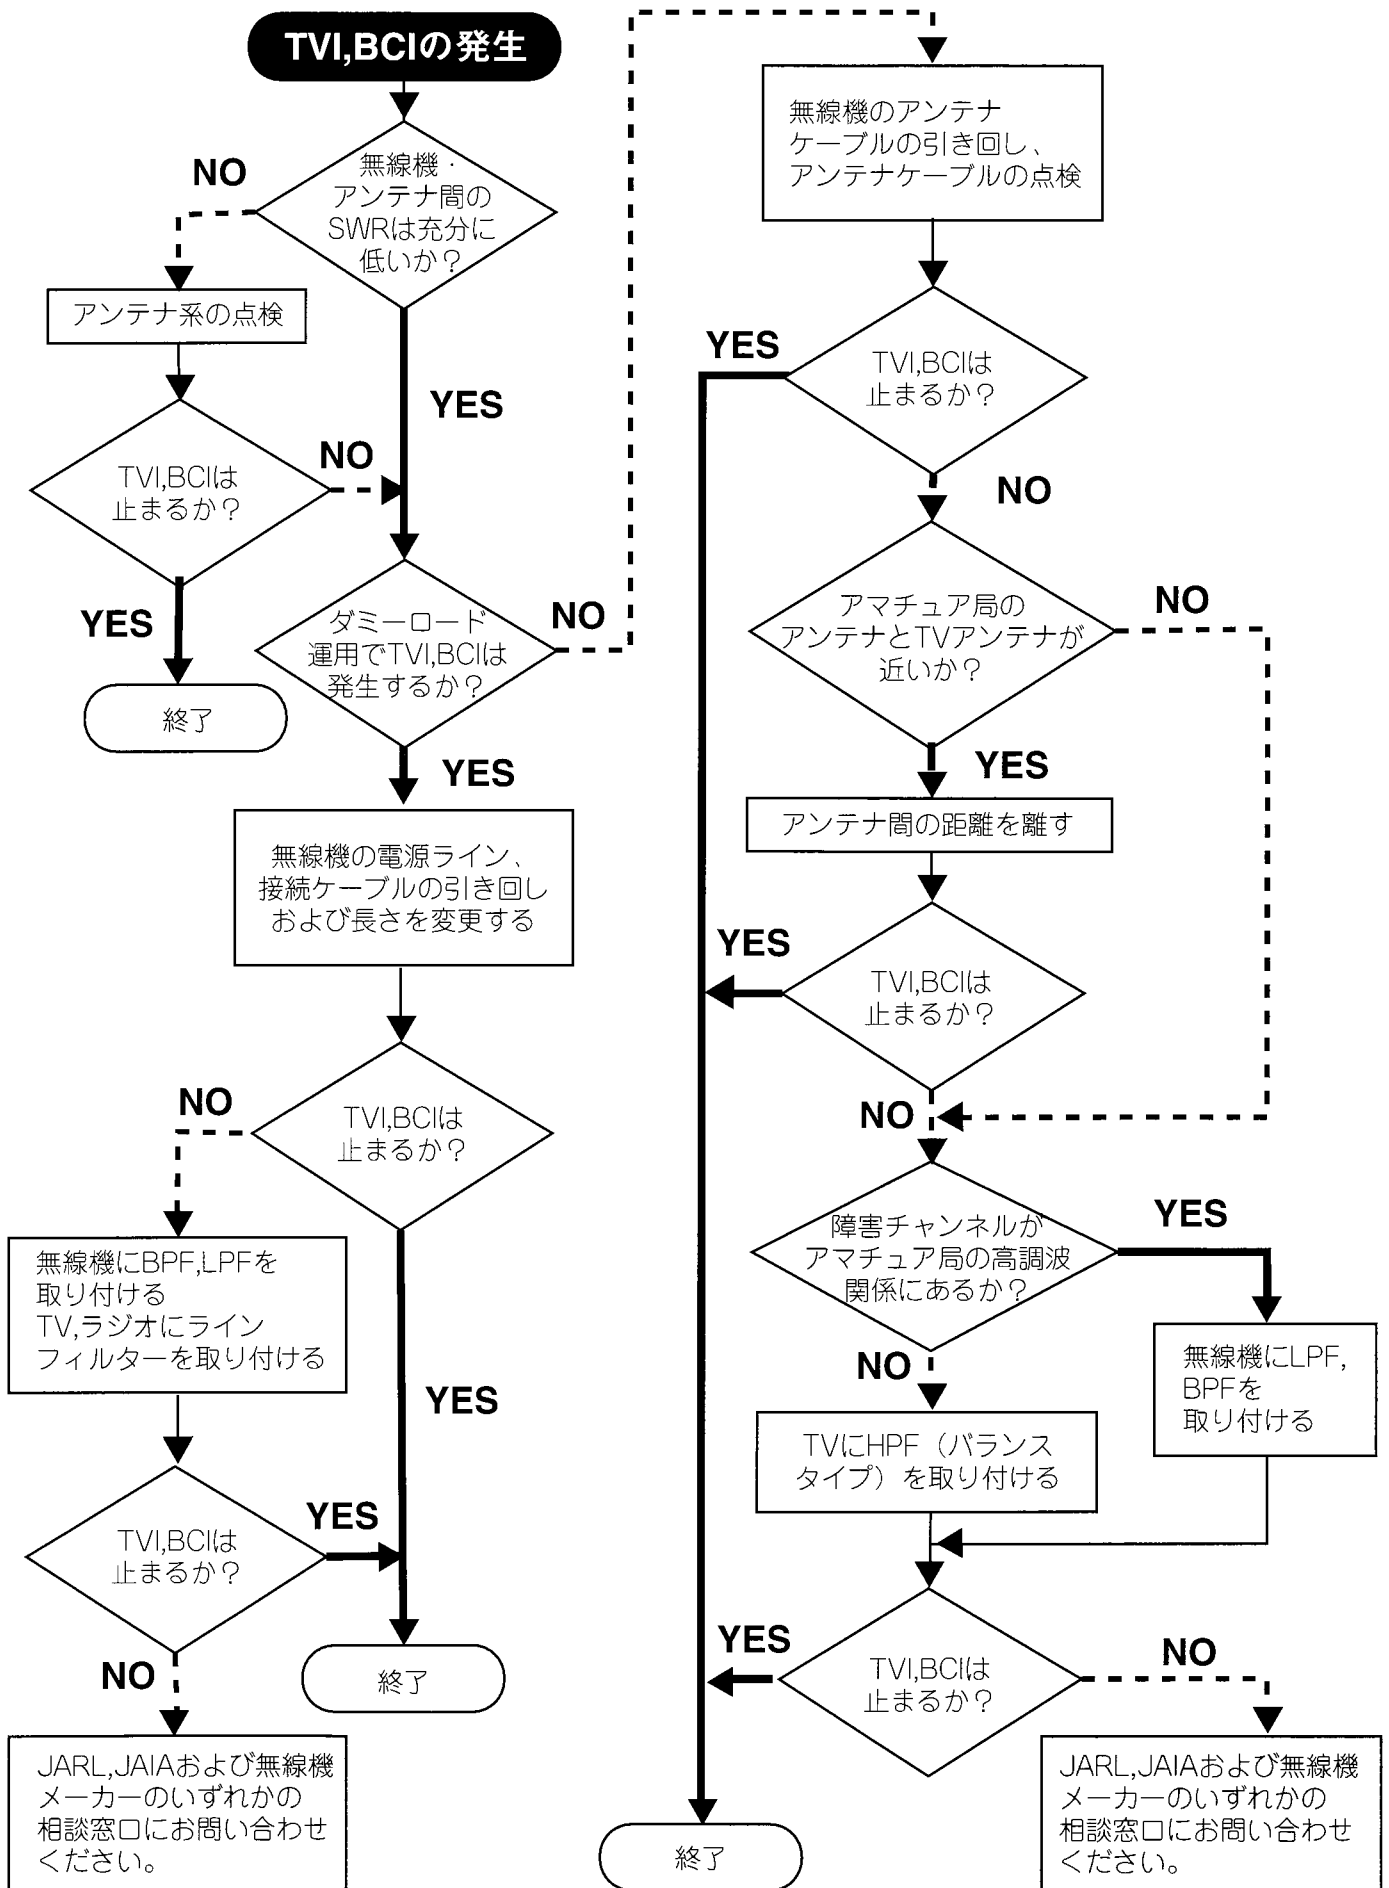 TVI,BCIの発生
無線機・
アンテナ間の
SWRは充分に
低いか？
NO
アンテナ系の点検
YES
TVI,BCIは
止まるか？
NO
YES
終了
ダミーロード
運用でTVI,BCIは
発生するか？
NO
YES
無線機の電源ライン、
接続ケーブルの引き回し
および長さを変更する
TVI,BCIは
止まるか？
NO
YES
無線機にBPF,LPFを
取り付ける
TV,ラジオにライン
フィルターを取り付ける
TVI,BCIは
止まるか？
YES
終了
NO
JARL,JAIAおよび無線機
メーカーのいずれかの
相談窓口にお問い合わせ
ください。
無線機のアンテナ
ケーブルの引き回し、
アンテナケーブルの点検
TVI,BCIは
止まるか？
YES
NO
アマチュア局の
アンテナとTVアンテナが
近いか？
NO
YES
アンテナ間の距離を離す
TVI,BCIは
止まるか？
YES
NO
障害チャンネルが
アマチュア局の高調波
関係にあるか？
YES
NO
無線機にLPF,
BPFを
取り付ける
TVにHPF（バランス
タイプ）を取り付ける
TVI,BCIは
止まるか？
YES
NO
終了
JARL,JAIAおよび無線機
メーカーのいずれかの
相談窓口にお問い合わせ
ください。